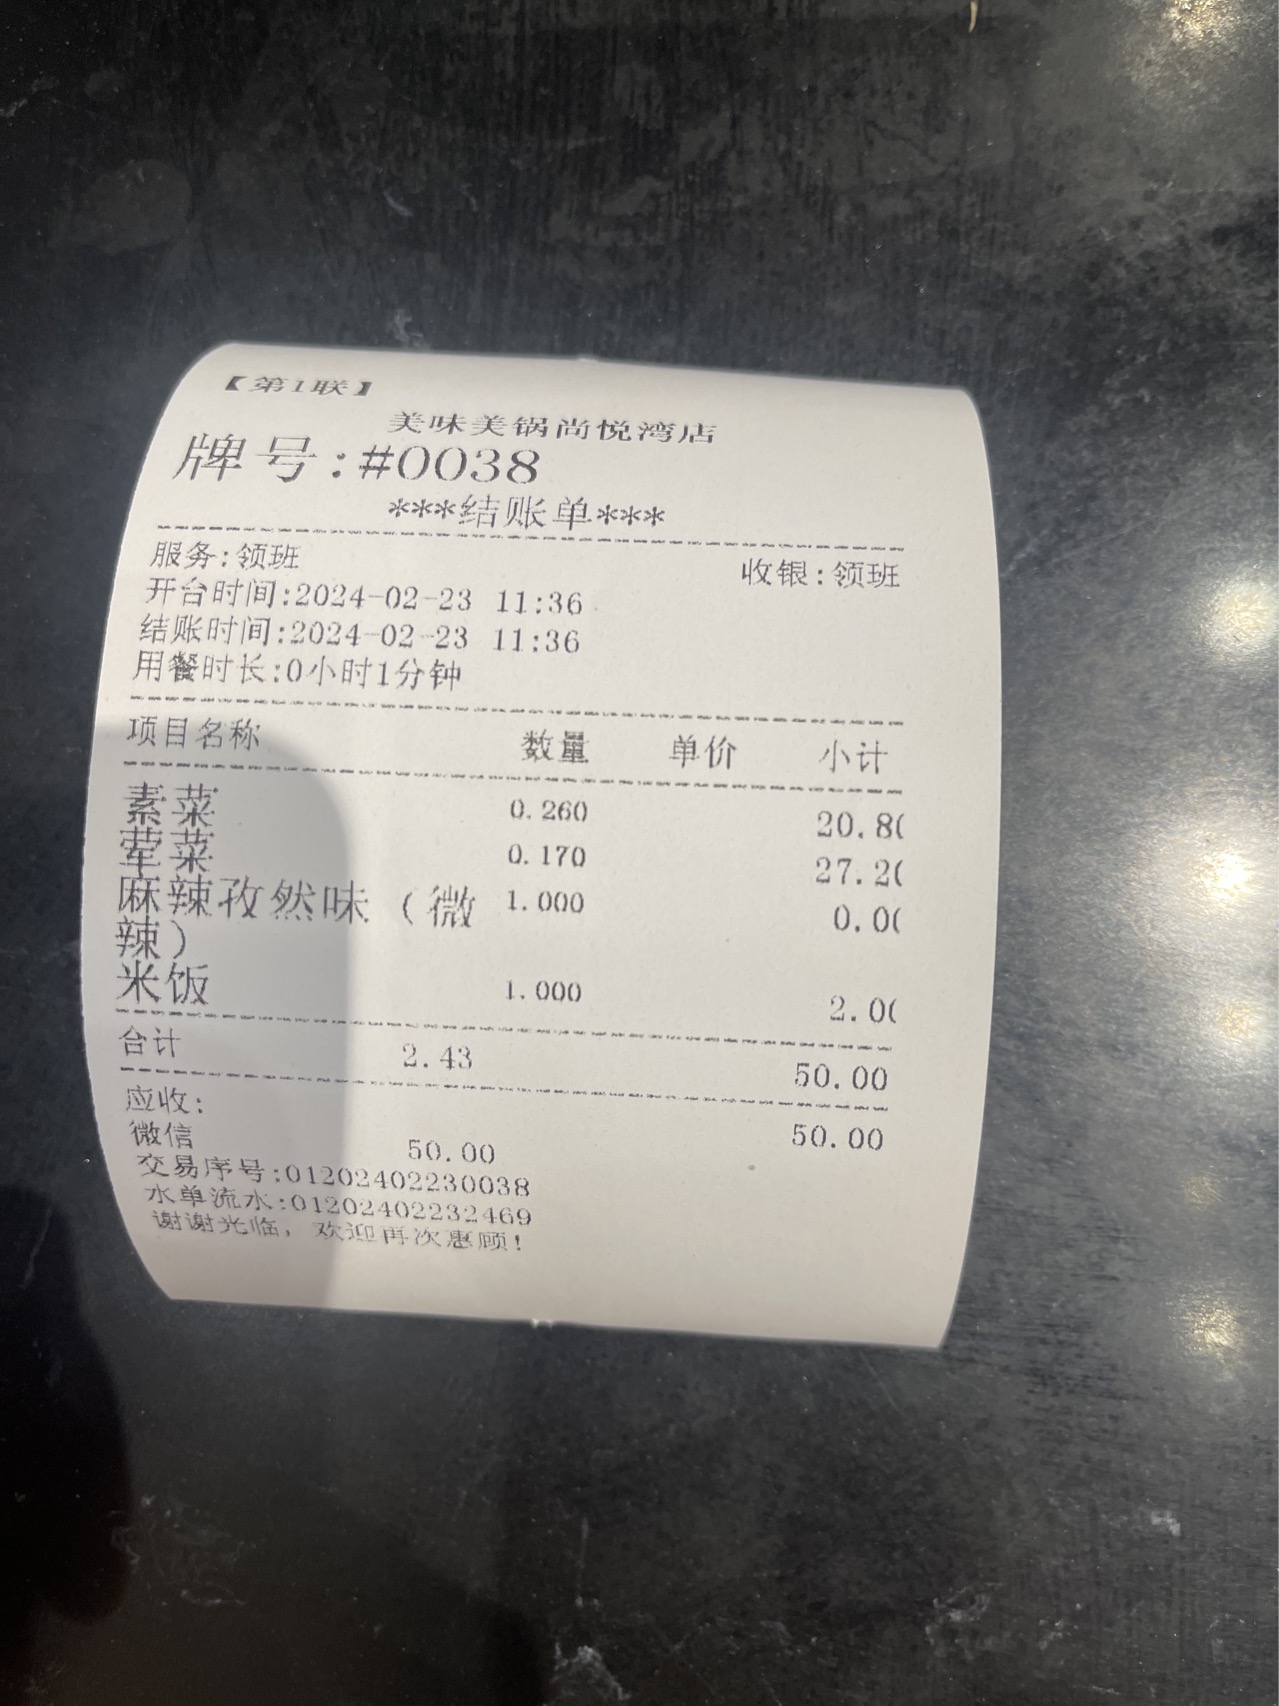 【第1联】
美味美锅尚悦湾店
牌号:#0038
***结账单***
服务:领班 收银:领班
开台时间:2024-02-23 11:36
结账时间:2024-02-23 11:36
用餐时长:0小时1分钟
项目名称 数量 单价 小计
素菜 0.260 20.80
荤菜 0.170 27.20
麻辣孜然味（微 1.000 0.00
辣）
米饭 1.000 2.00
合计 2.43 50.00
应收: 50.00
微信 50.00
交易序号:01202402230038
水单流水:01202402232469
谢谢光临，欢迎再次惠顾!